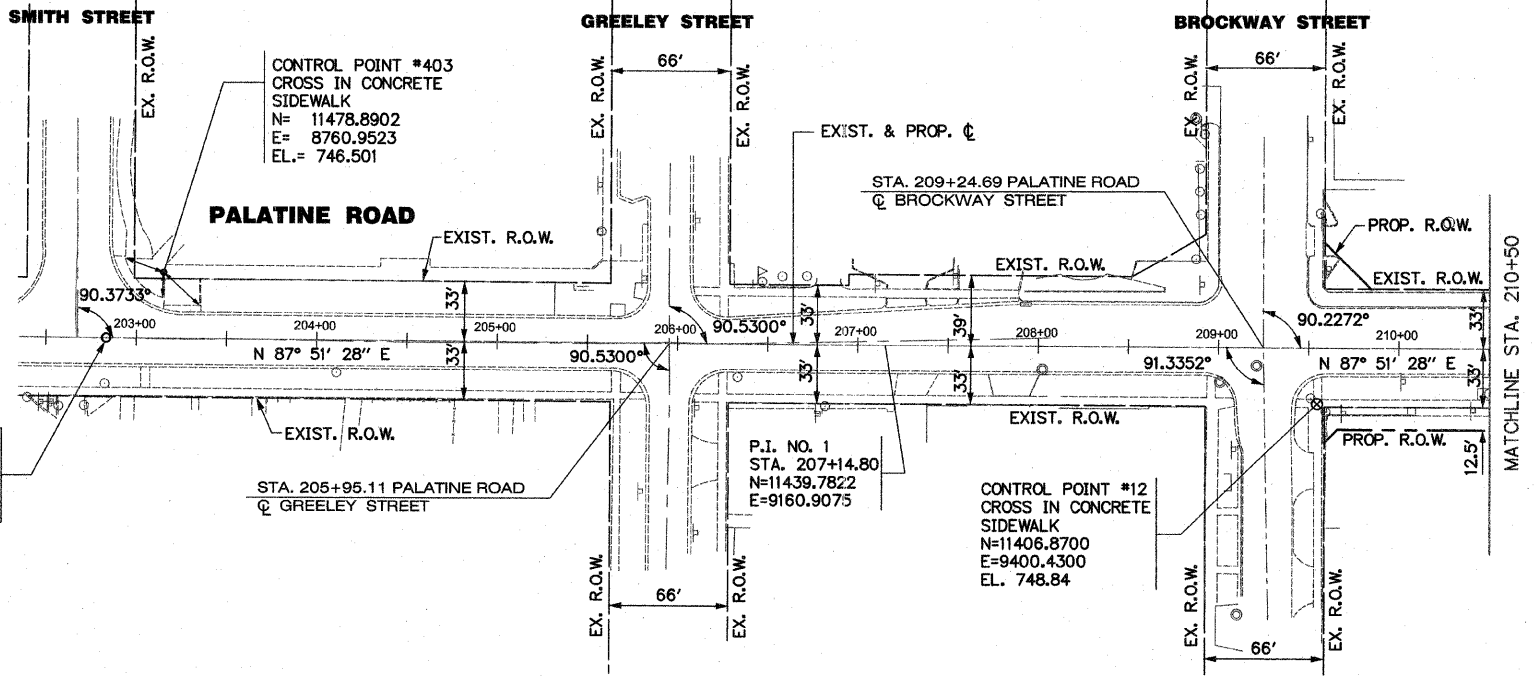 SMITH STREET
GREELEY STREET
BROCKWAY STREET
EX. R.O.W.
66'
EX. R.O.W.
EX. R.O.W.
66'
EX. R.O.W.
EX. R.O.W.
CONTROL POINT #403
CROSS IN CONCRETE
SIDEWALK
N= 11478.8902
E= 8760.9523
EL.= 746.501
EXIST. & PROP. ℄
STA. 209+24.69 PALATINE ROAD
℄ BROCKWAY STREET
PALATINE ROAD
EXIST. R.O.W.
EXIST. R.O.W.
PROP. R.O.W.
EXIST. R.O.W.
MATCHLINE STA. 210+50
90.3733°
33'
33'
39'
33'
203+00
204+00
205+00
206+00
90.5300°
207+00
208+00
209+00
90.2272°
210+00
N 87° 51' 28" E
33'
90.5300°
33'
33'
91.3352°
N 87° 51' 28" E
33'
EXIST. R.O.W.
EXIST. R.O.W.
PROP. R.O.W.
12.5'
STA. 205+95.11 PALATINE ROAD
℄ GREELEY STREET
P.I. NO. 1
STA. 207+14.80
N=11439.7822
E=9160.9075
CONTROL POINT #12
CROSS IN CONCRETE
SIDEWALK
N=11406.8700
E=9400.4300
EL. 748.84
EX. R.O.W.
66'
EX. R.O.W.
EX. R.O.W.
66'
EX. R.O.W.